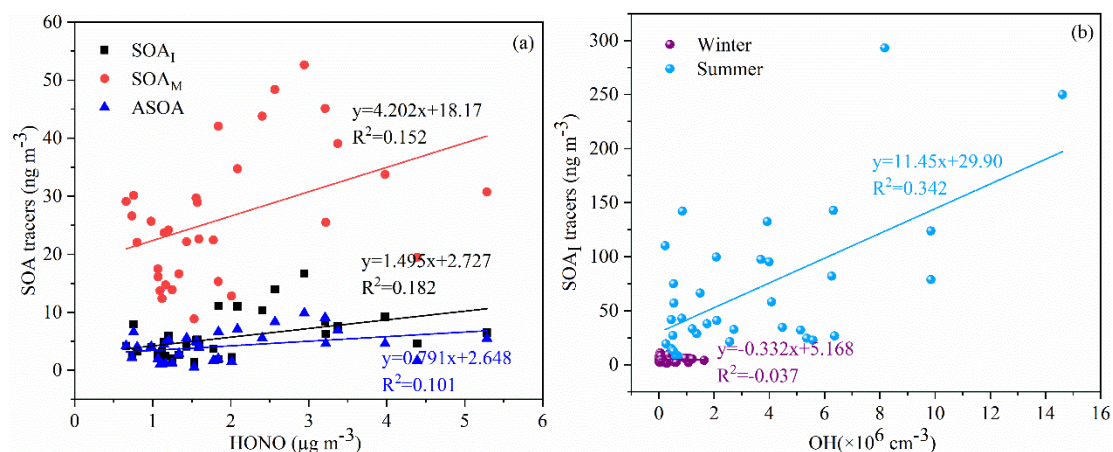 (a)
SOA_I
SOA_M
ASOA
y=4.202x+18.17
R²=0.152
y=1.495x+2.727
R²=0.182
y=0.791x+2.648
R²=0.101
60
50
40
30
20
10
0
SOA tracers (ng m⁻³)
0 1 2 3 4 5 6
HONO (μg m⁻³)
(b)
Winter
Summer
y=11.45x+29.90
R²=0.342
y=-0.332x+5.168
R²=-0.037
300
250
200
150
100
50
0
SOA_I tracers (ng m⁻³)
0 2 4 6 8 10 12 14 16
OH(×10⁶ cm⁻³)